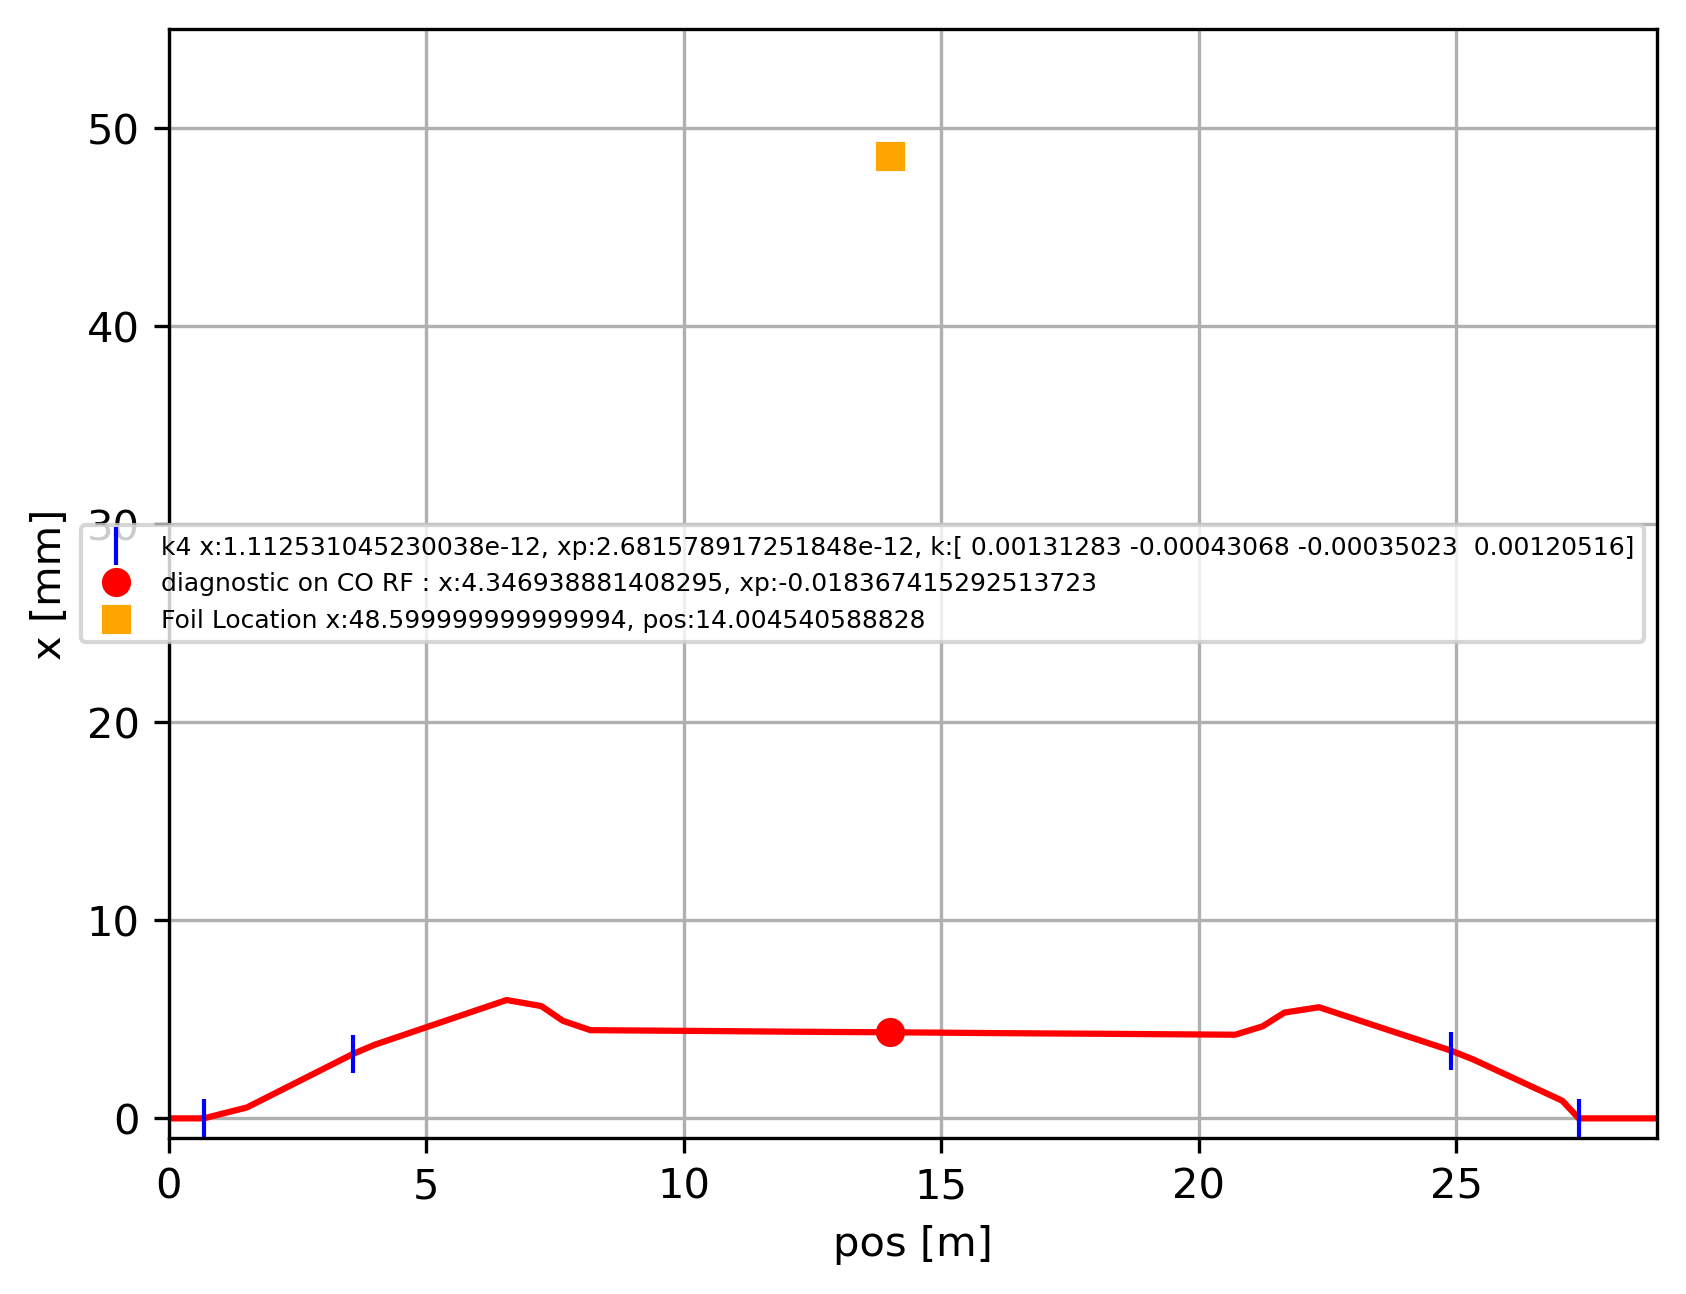 50
40
30
k4 x:1.112531045230038e-12, xp:2.681578917251848e-12, k:[ 0.00131283 -0.00043068 -0.00035023  0.00120516]
diagnostic on CO RF : x:4.346938881408295, xp:-0.018367415292513723
Foil Location x:48.599999999999994, pos:14.004540588828
x [mm]
20
10
0
0 5 10 15 20 25
pos [m]